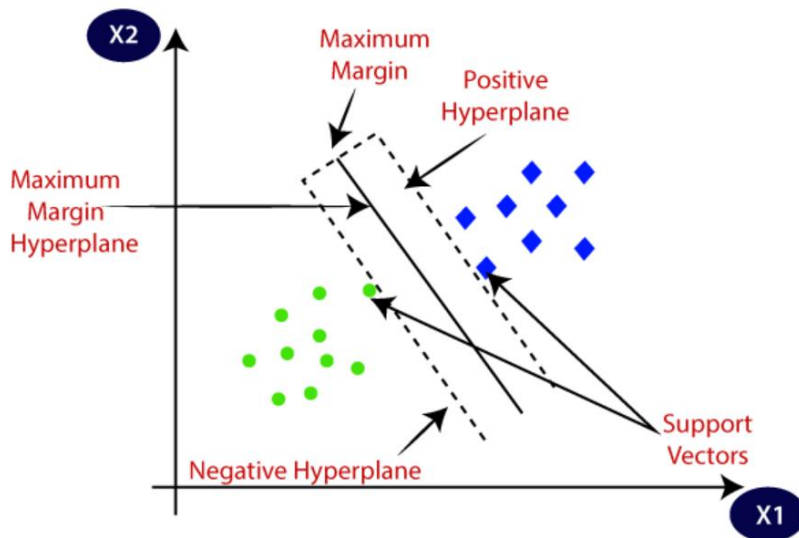 X2
Maximum
Margin
Positive
Hyperplane
Maximum
Margin
Hyperplane
Support
Vectors
Negative Hyperplane
X1